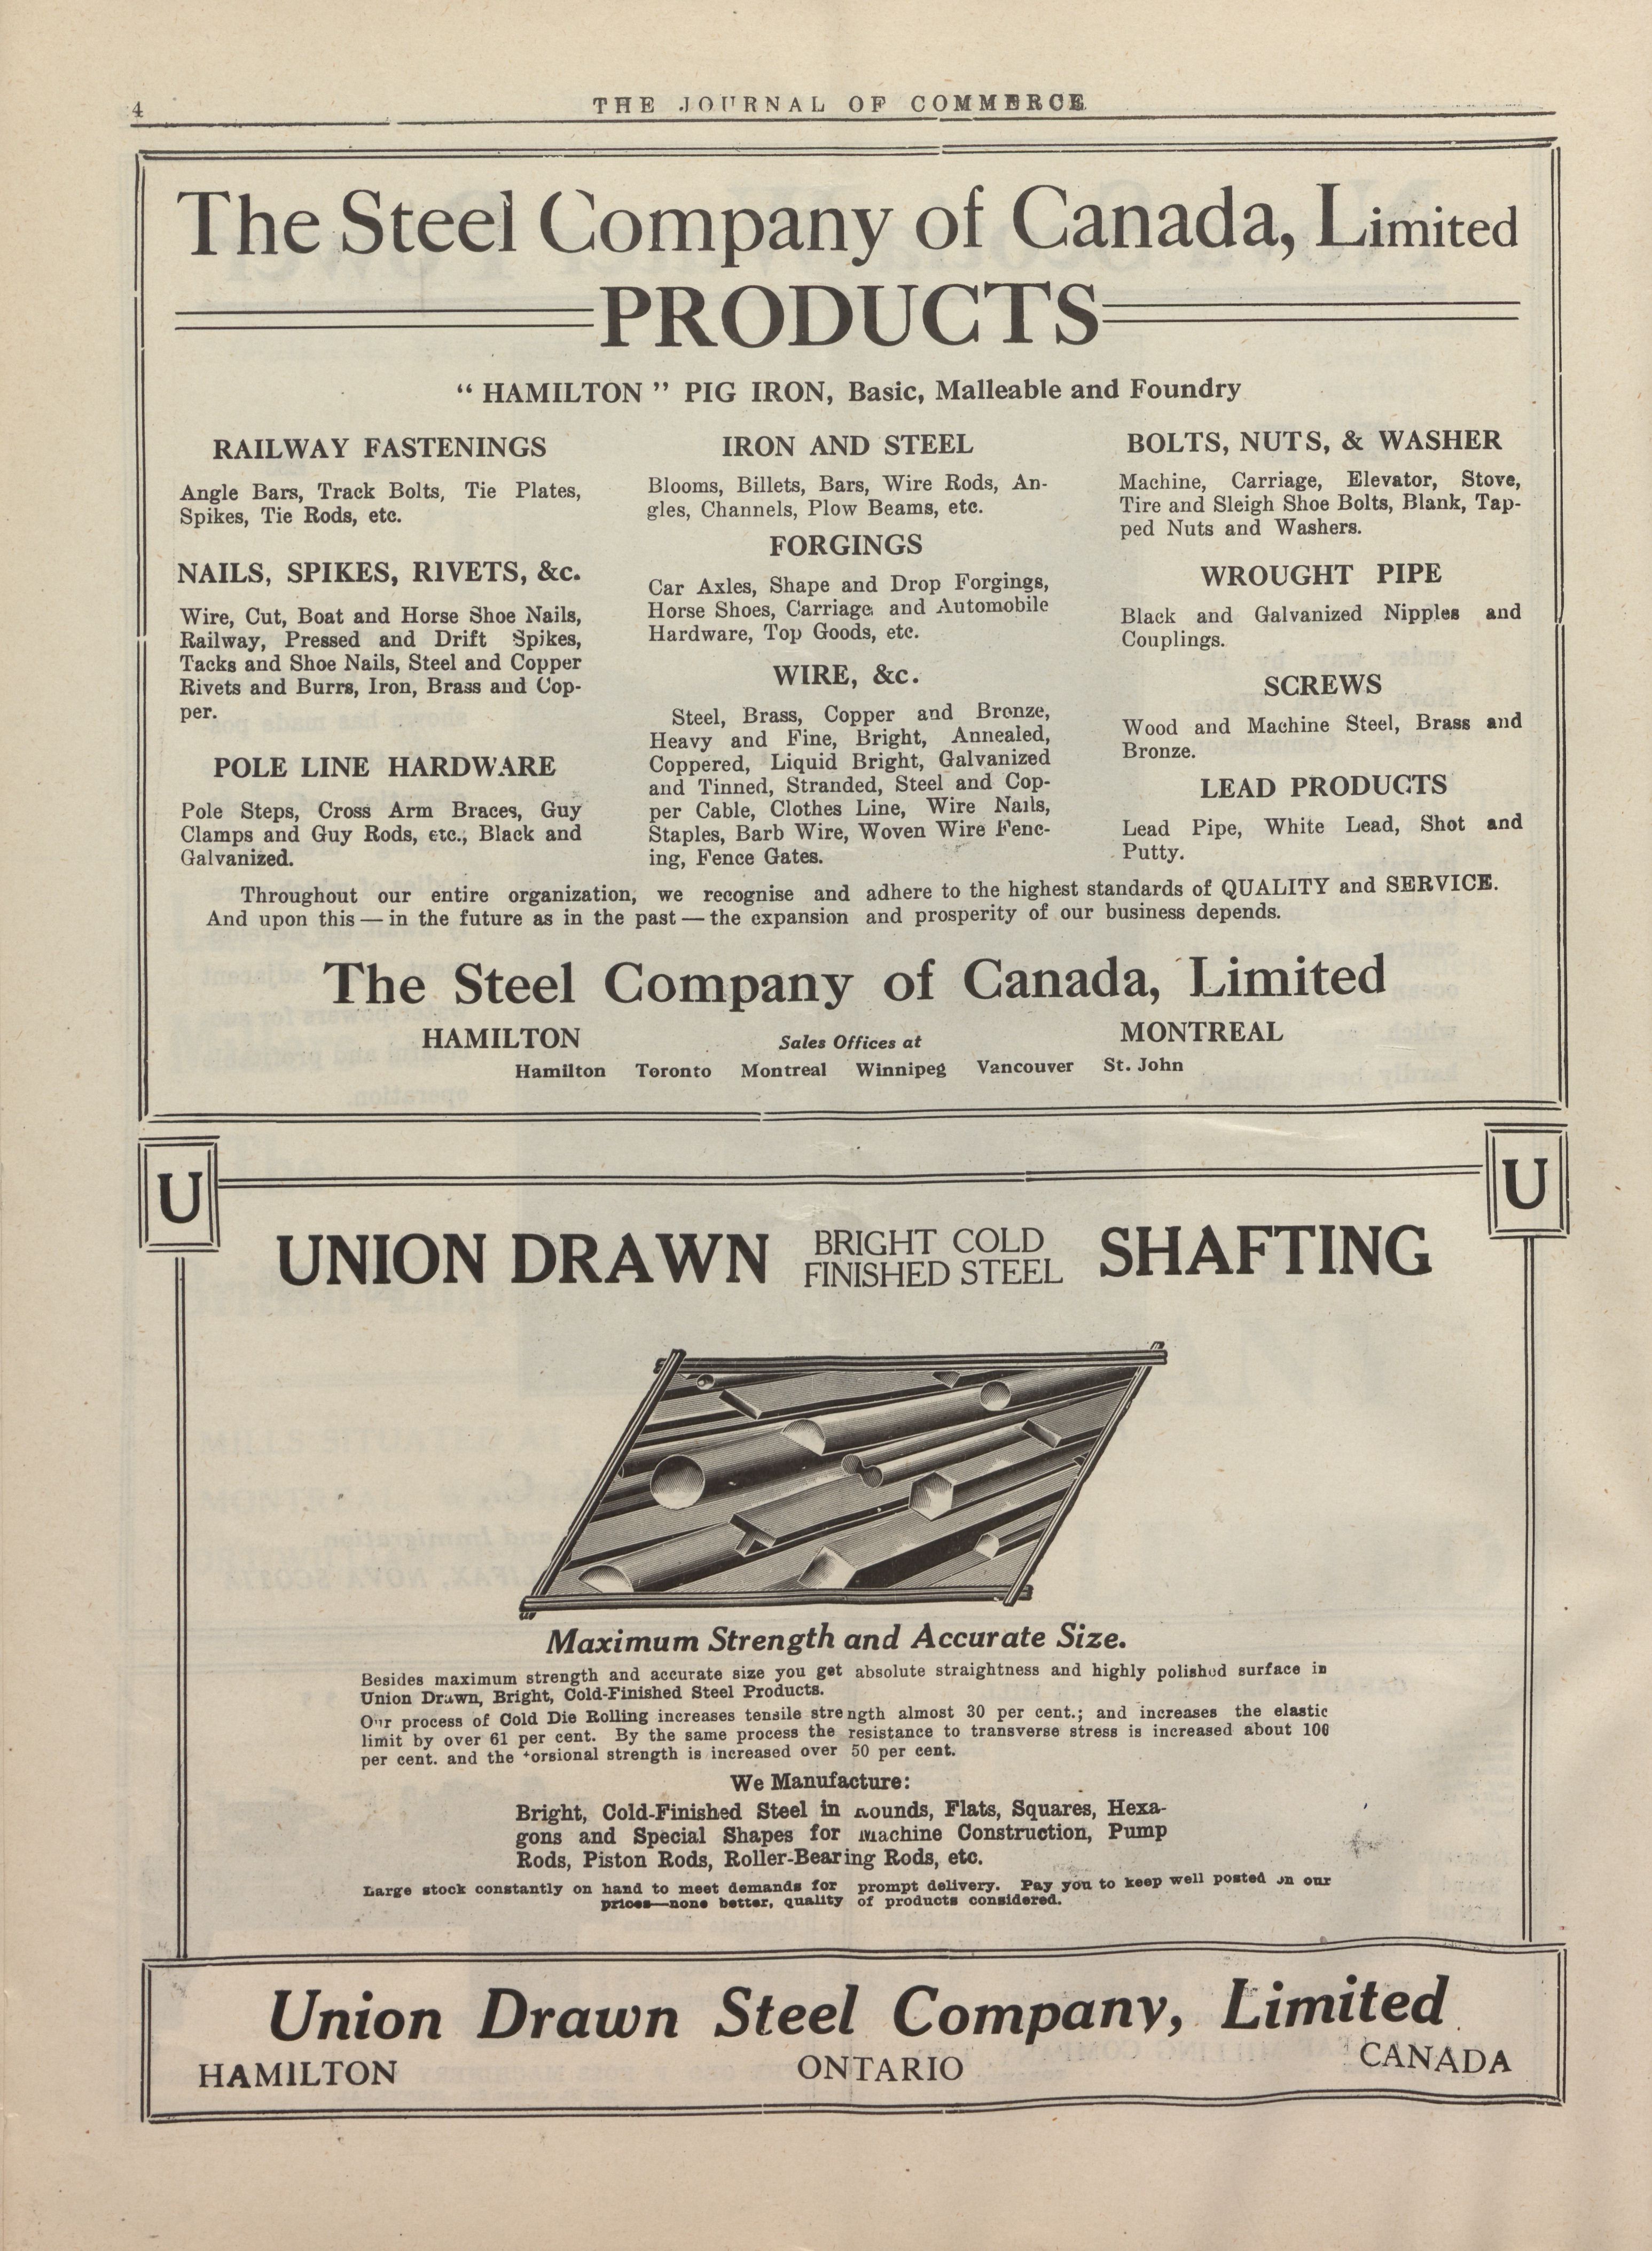 4
THE JOURNAL OF COMMERCE
The Steel Company of Canada, Limited
PRODUCTS
“ HAMILTON ” PIG IRON, Basic, Malleable and Foundry
RAILWAY FASTENINGS
Angle Bars, Track Bolts, Tie Plates,
Spikes, Tie Rods, etc.
NAILS, SPIKES, RIVETS, &c.
Wire, Cut, Boat and Horse Shoe Nails,
Railway, Pressed and Drift Spikes,
Tacks and Shoe Nails, Steel and Copper
Rivets and Burrs, Iron, Brass and Cop-
per.
POLE LINE HARDWARE
Pole Steps, Cross Arm Braces, Guy
Clamps and Guy Rods, etc., Black and
Galvanized.
IRON AND STEEL
Blooms, Billets, Bars, Wire Rods, An-
gles, Channels, Plow Beams, etc.
FORGINGS
Car Axles, Shape and Drop Forgings,
Horse Shoes, Carriage and Automobile
Hardware, Top Goods, etc.
WIRE, &c.
Steel, Brass, Copper and Bronze,
Heavy and Fine, Bright, Annealed,
Coppered, Liquid Bright, Galvanized
and Tinned, Stranded, Steel and Cop-
per Cable, Clothes Line, Wire Nails,
Staples, Barb Wire, Woven Wire Fenc-
ing, Fence Gates.
BOLTS, NUTS, & WASHER
Machine, Carriage, Elevator, Stove,
Tire and Sleigh Shoe Bolts, Blank, Tap-
ped Nuts and Washers.
WROUGHT PIPE
Black and Galvanized Nipples and
Couplings.
SCREWS
Wood and Machine Steel, Brass and
Bronze.
LEAD PRODUCTS
Lead Pipe, White Lead, Shot and
Putty.
Throughout our entire organization, we recognise and adhere to the highest standards of QUALITY and SERVICE.
And upon this — in the future as in the past — the expansion and prosperity of our business depends.
The Steel Company of Canada, Limited
HAMILTON
Sales Offices at
MONTREAL
Hamilton Toronto Montreal Winnipeg Vancouver St. John
U
U
UNION DRAWN BRIGHT COLD FINISHED STEEL SHAFTING
Maximum Strength and Accurate Size.
Besides maximum strength and accurate size you get absolute straightness and highly polished surface in
Union Drawn, Bright, Cold-Finished Steel Products.
Our process of Cold Die Rolling increases tensile strength almost 30 per cent.; and increases the elastic
limit by over 61 per cent. By the same process the resistance to transverse stress is increased about 100
per cent. and the torsional strength is increased over 50 per cent.
We Manufacture:
Bright, Cold-Finished Steel in Rounds, Flats, Squares, Hexa-
gons and Special Shapes for Machine Construction, Pump
Rods, Piston Rods, Roller-Bearing Rods, etc.
Large stock constantly on hand to meet demands for prompt delivery. Pay you to keep well posted on our
prices—none better, quality of products considered.
Union Drawn Steel Company, Limited
HAMILTON
ONTARIO
CANADA